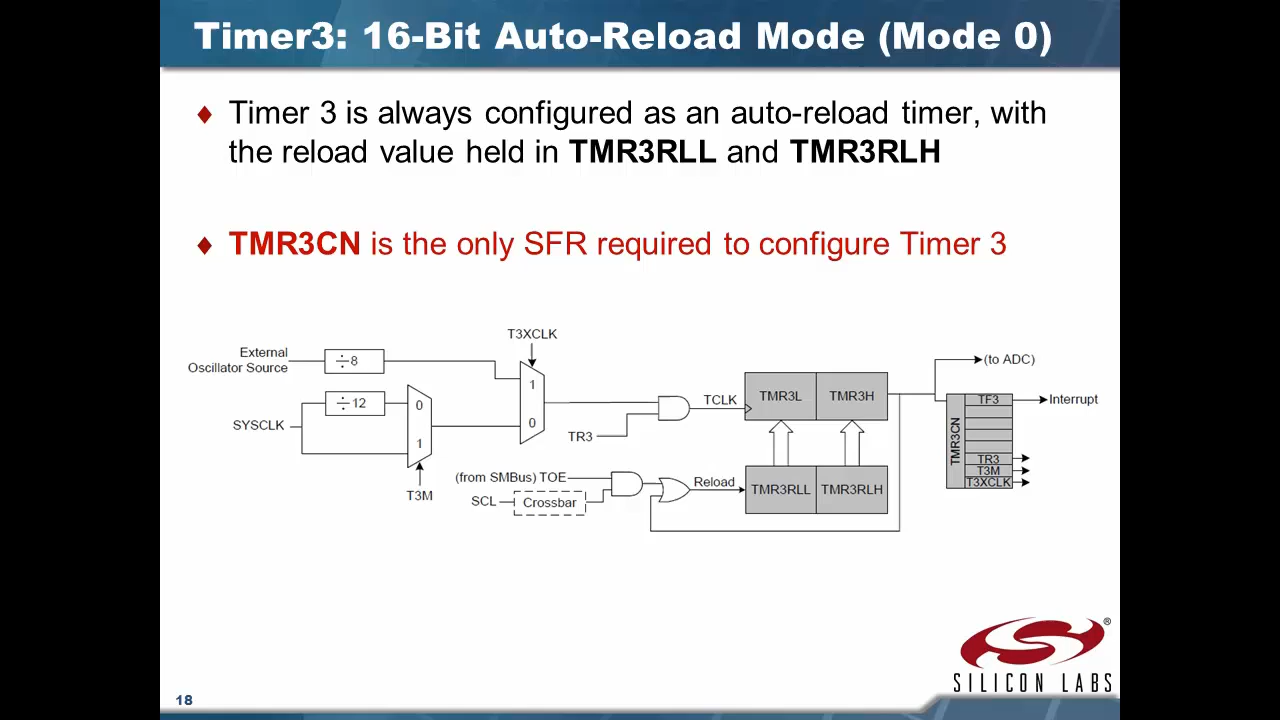 Timer3: 16-Bit Auto-Reload Mode (Mode 0)
♦ Timer 3 is always configured as an auto-reload timer, with
the reload value held in TMR3RLL and TMR3RLH
♦ TMR3CN is the only SFR required to configure Timer 3
T3XCLK
External
Oscillator Source
÷8
1
0
÷12
0
1
SYSCLK
T3M
TR3
TCLK
TMR3L
TMR3H
(to ADC)
TF3
Interrupt
TMR3CN
TR3
T3M
T3XCLK
(from SMBus) TOE
SCL
Crossbar
Reload
TMR3RLL
TMR3RLH
SILICON LABS
®
18